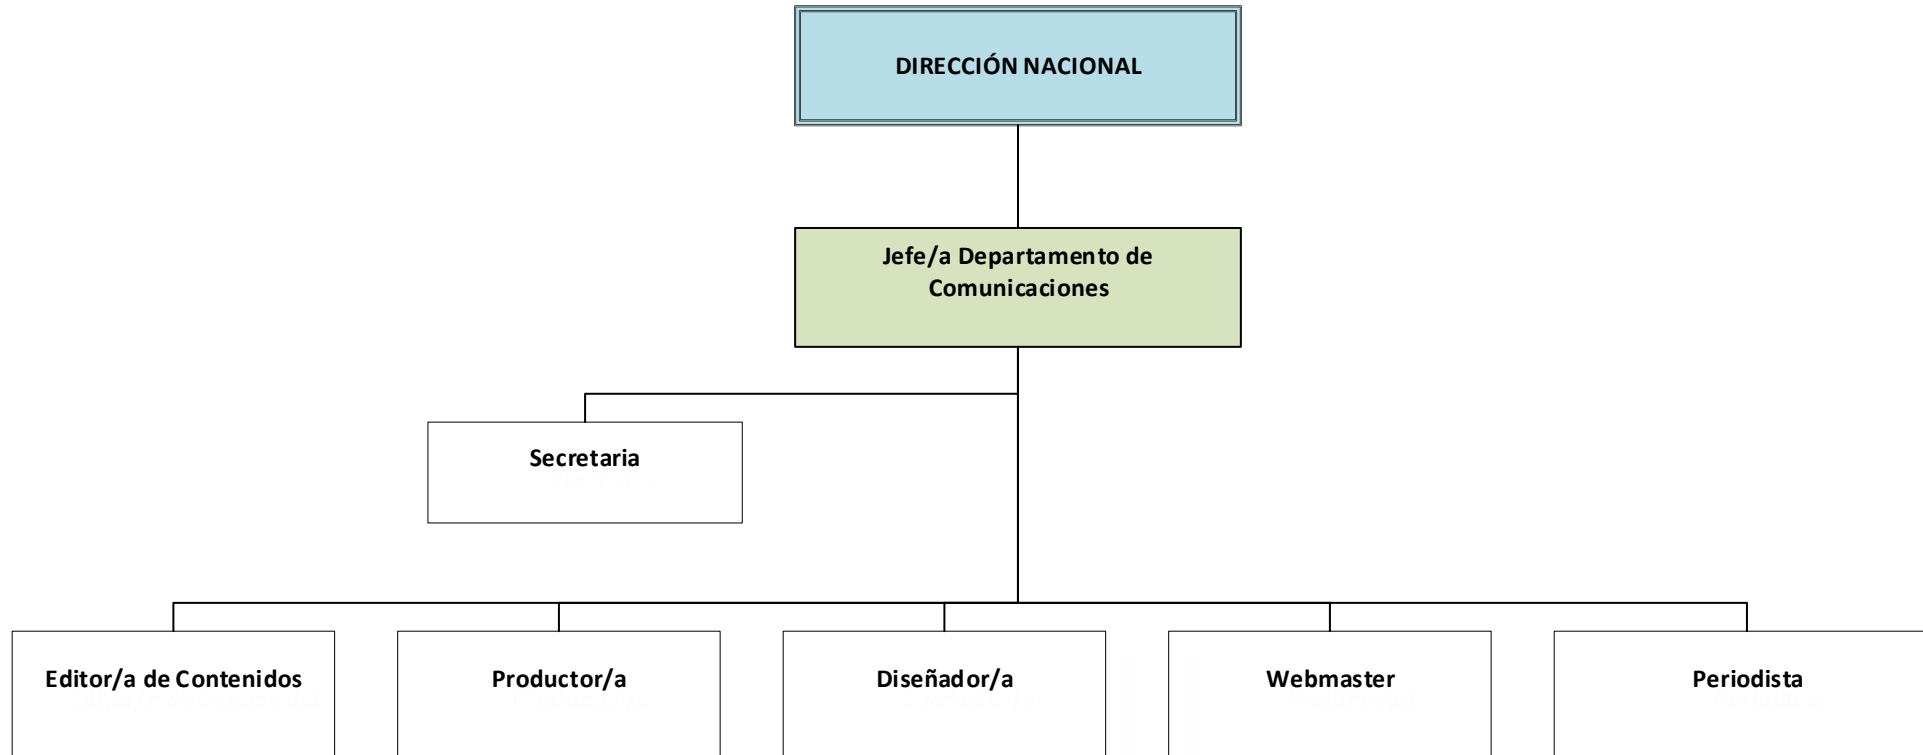 DIRECCIÓN NACIONAL
Jefe/a Departamento de
Comunicaciones
Secretaria
Editor/a de Contenidos
Productor/a
Diseñador/a
Webmaster
Periodista